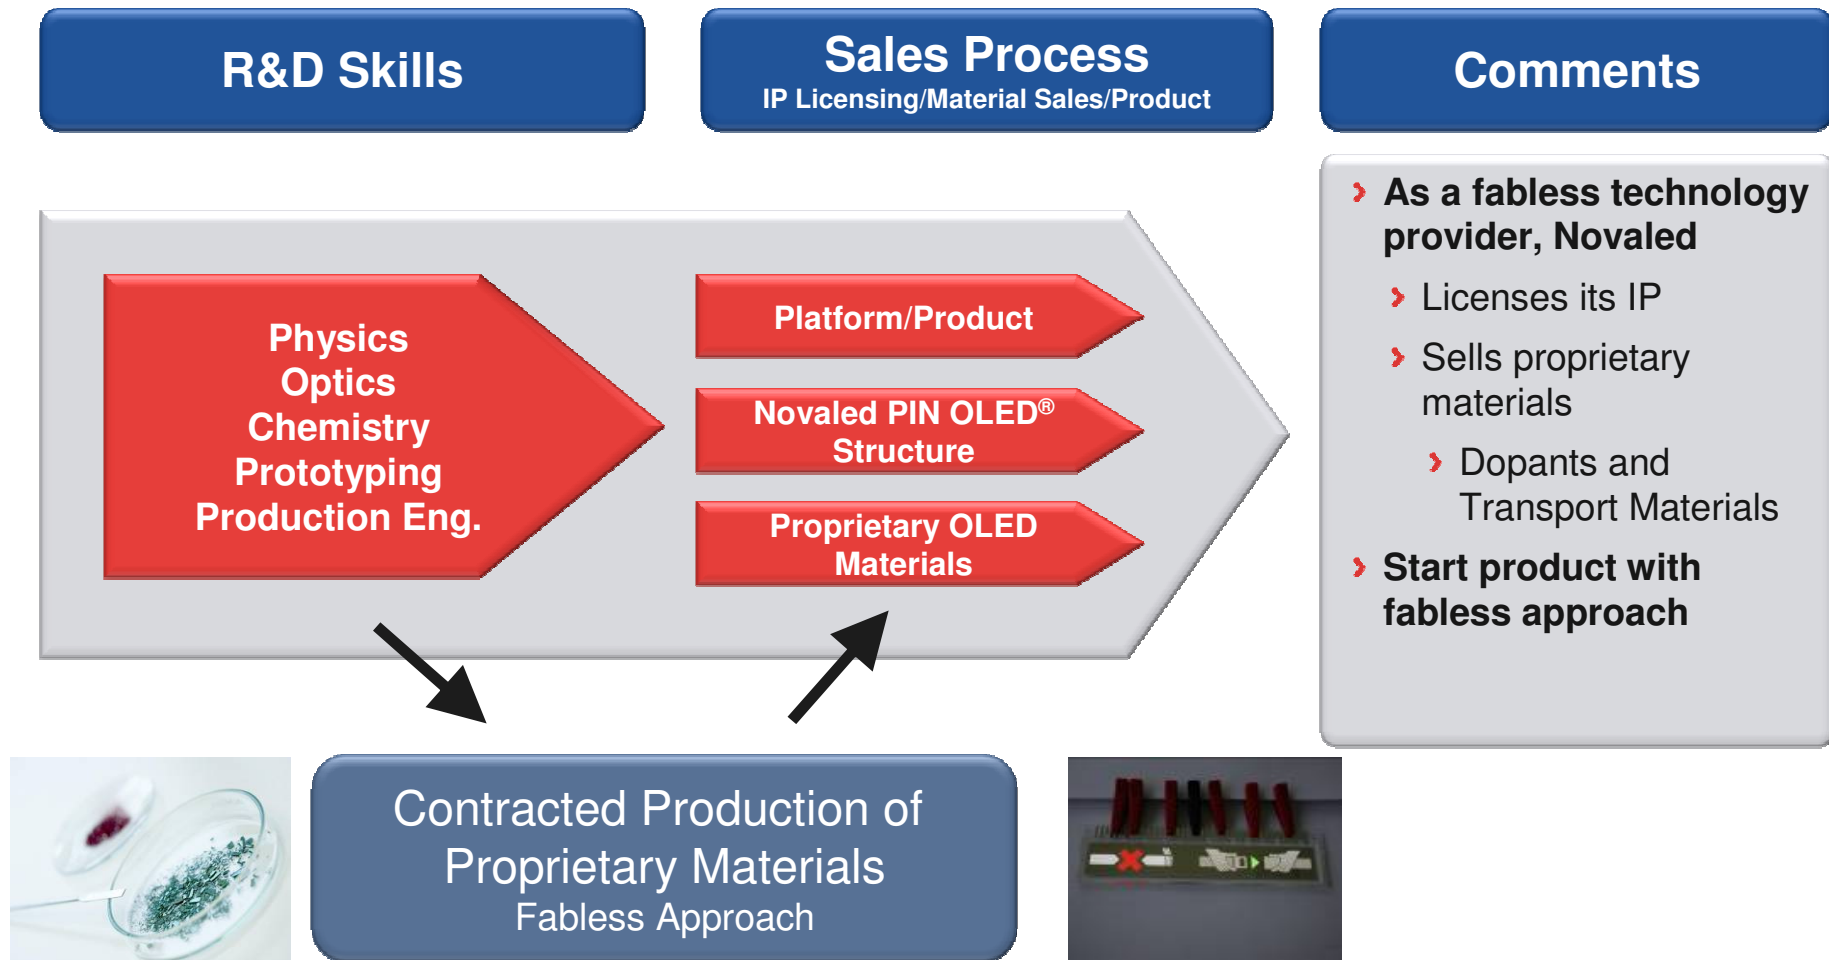 R&D Skills
Sales Process
IP Licensing/Material Sales/Product
Comments
Physics
Optics
Chemistry
Prototyping
Production Eng.
Platform/Product
Novaled PIN OLED®
Structure
Proprietary OLED
Materials
As a fabless technology
provider, Novaled
Licenses its IP
Sells proprietary
materials
Dopants and
Transport Materials
Start product with
fabless approach
Contracted Production of
Proprietary Materials
Fabless Approach